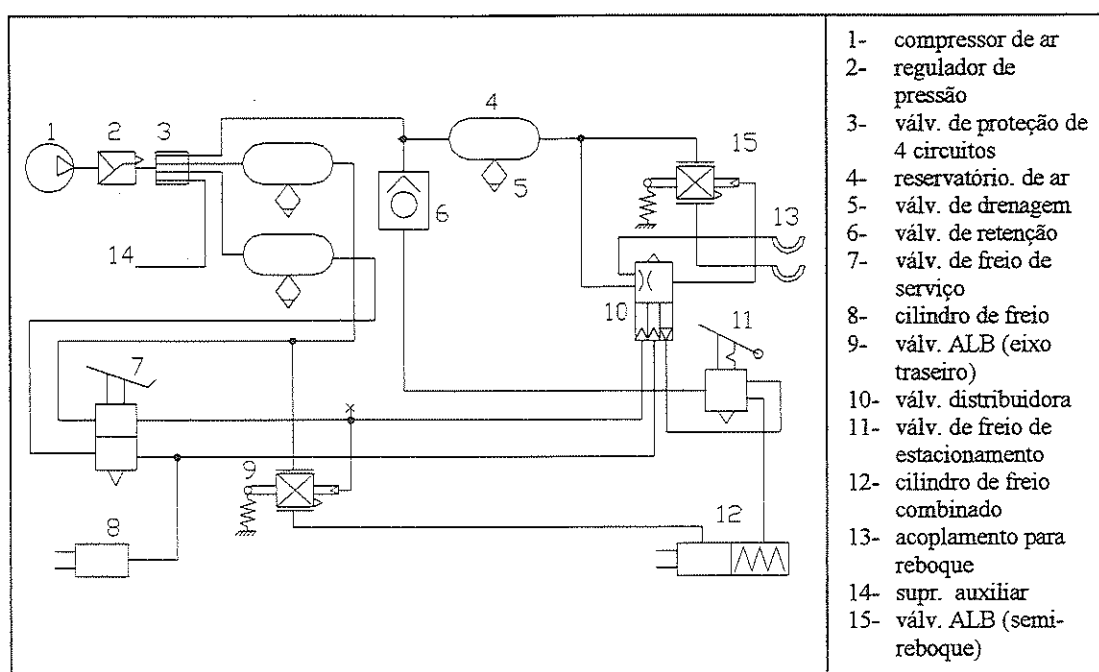 4
1
2
3
15
5
6
13
14
10
11
7
x
9
8
12
1- compressor de ar
2- regulador de
pressão
3- válv. de proteção de
4 circuitos
4- reservatório. de ar
5- válv. de drenagem
6- válv. de retenção
7- válv. de freio de
serviço
8- cilindro de freio
9- válv. ALB (eixo
traseiro)
10- válv. distribuidora
11- válv. de freio de
estacionamento
12- cilindro de freio
combinado
13- acoplamento para
reboque
14- supr. auxiliar
15- válv. ALB (semi-
reboque)